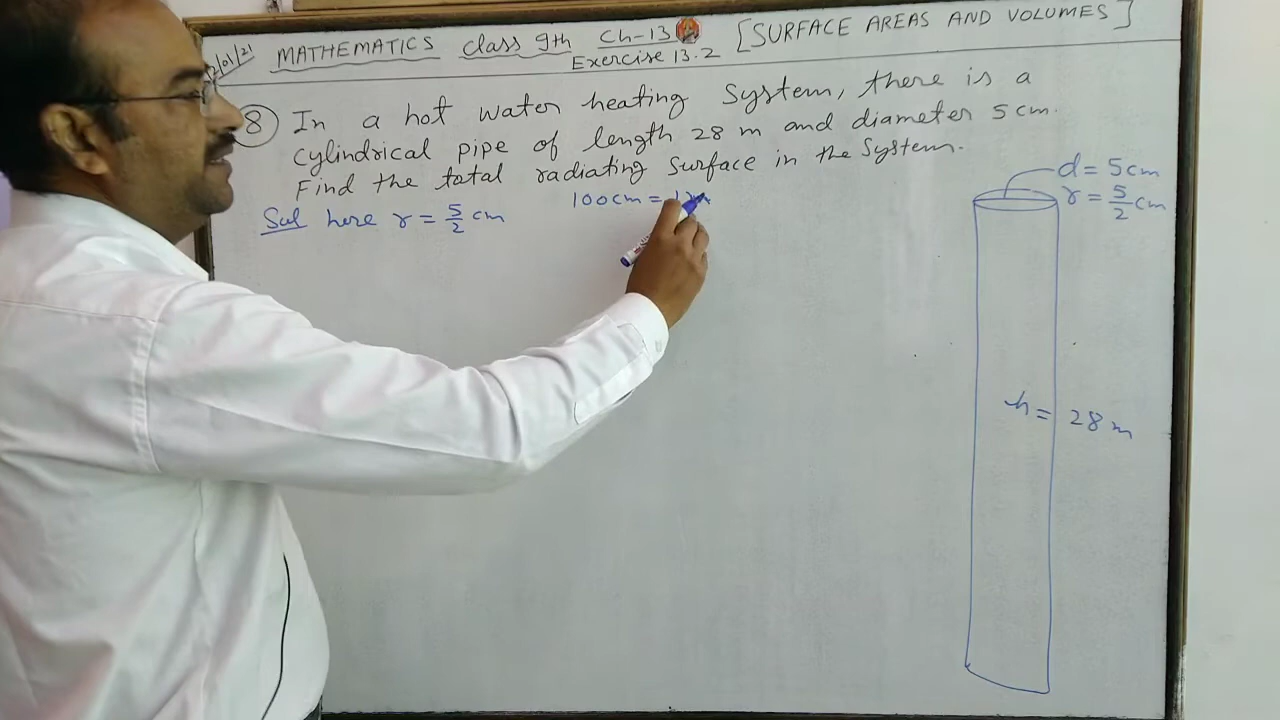 MATHEMATICS class 9th Ch-13 [SURFACE AREAS AND VOLUMES]
Exercise 13.2
8 In a hot water heating System, there is a
cylindrical pipe of length 28 m and diameter 5 cm.
Find the total radiating Surface in the System.
Sol here r = 5/2 cm
100cm = 1m
d = 5cm
r = 5/2 cm
h = 28 m